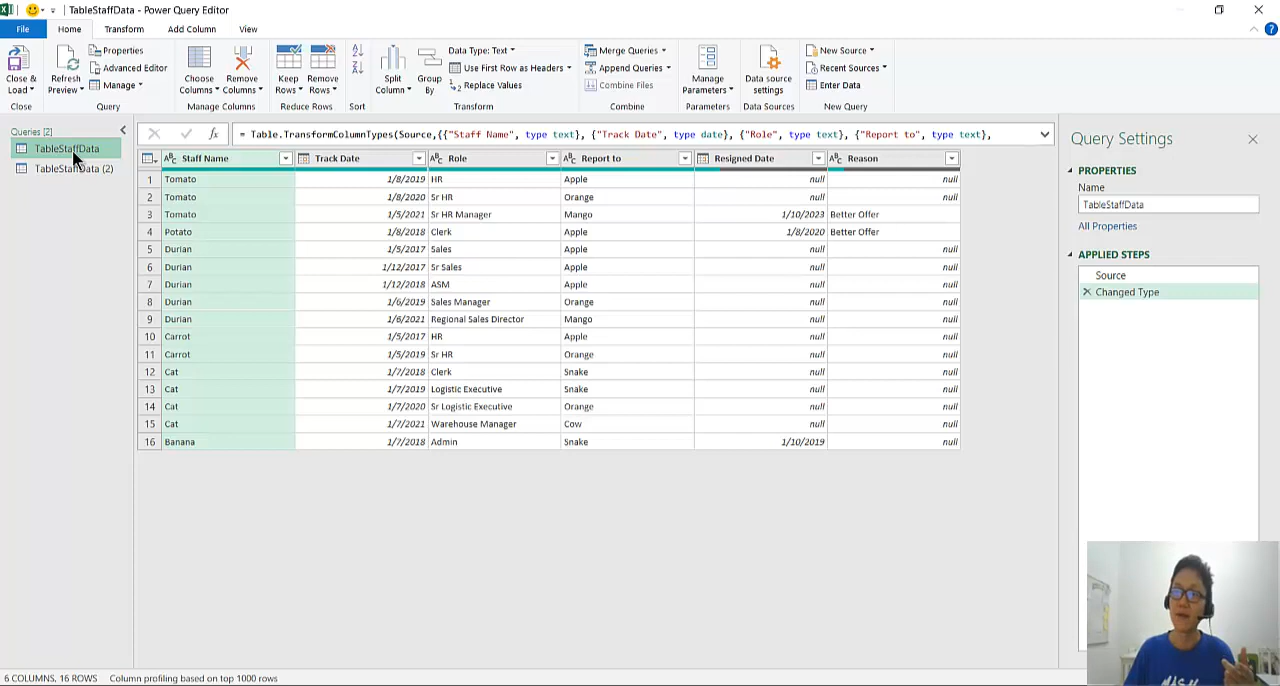 TableStaffData - Power Query Editor
File Home Transform Add Column View
Close & Load
Close
Refresh Preview
Properties
Advanced Editor
Manage
Query
Choose Columns
Remove Columns
Manage Columns
Keep Rows
Remove Rows
Reduce Rows
Sort
Split Column
Group By
Data Type: Text
Use First Row as Headers
Replace Values
Transform
Merge Queries
Append Queries
Combine Files
Combine
Manage Parameters
Parameters
Data source settings
Data Sources
New Source
Recent Sources
Enter Data
New Query
Queries [2]
TableStaffData
TableStaffData (2)
= Table.TransformColumnTypes(Source,{{"Staff Name", type text}, {"Track Date", type date}, {"Role", type text}, {"Report to", type text},
Staff Name Track Date Role Report to Resigned Date Reason
1 Tomato 1/8/2019 HR Apple null null
2 Tomato 1/8/2020 Sr HR Orange null null
3 Tomato 1/5/2021 Sr HR Manager Mango 1/10/2023 Better Offer
4 Potato 1/8/2018 Clerk Apple 1/8/2020 Better Offer
5 Durian 1/5/2017 Sales Apple null null
6 Durian 1/12/2017 Sr Sales Apple null null
7 Durian 1/12/2018 ASM Apple null null
8 Durian 1/6/2019 Sales Manager Orange null null
9 Durian 1/6/2021 Regional Sales Director Mango null null
10 Carrot 1/5/2017 HR Apple null null
11 Carrot 1/5/2019 Sr HR Orange null null
12 Cat 1/7/2018 Clerk Snake null null
13 Cat 1/7/2019 Logistic Executive Snake null null
14 Cat 1/7/2020 Sr Logistic Executive Orange null null
15 Cat 1/7/2021 Warehouse Manager Cow null null
16 Banana 1/7/2018 Admin Snake 1/10/2019 null
Query Settings
PROPERTIES
Name
TableStaffData
All Properties
APPLIED STEPS
Source
Changed Type
6 COLUMNS, 16 ROWS Column profiling based on top 1000 rows